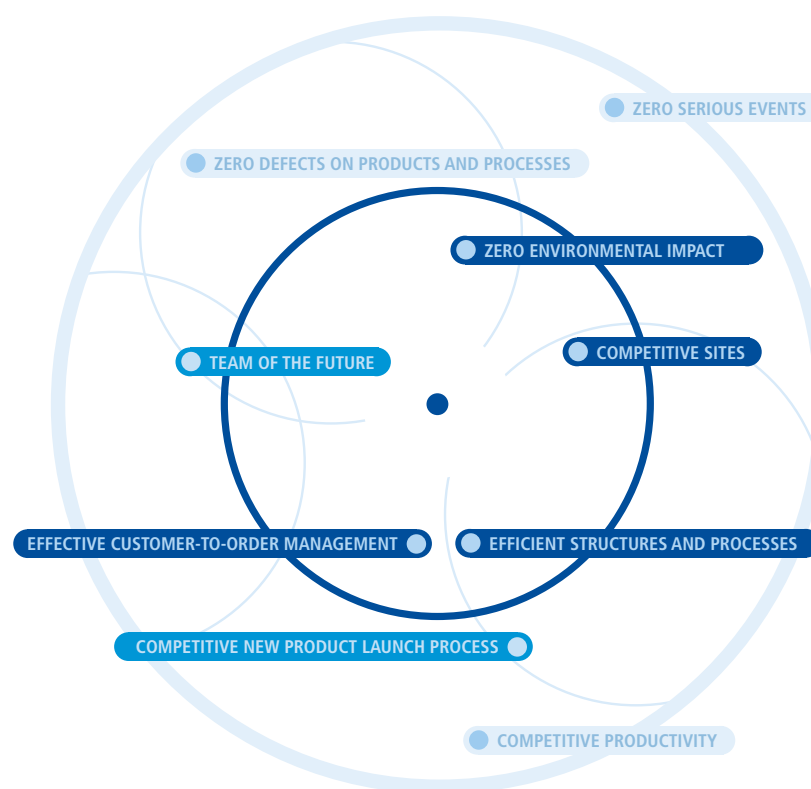 ZERO SERIOUS EVENTS
ZERO DEFECTS ON PRODUCTS AND PROCESSES
ZERO ENVIRONMENTAL IMPACT
COMPETITIVE SITES
TEAM OF THE FUTURE
EFFECTIVE CUSTOMER-TO-ORDER MANAGEMENT
EFFICIENT STRUCTURES AND PROCESSES
COMPETITIVE NEW PRODUCT LAUNCH PROCESS
COMPETITIVE PRODUCTIVITY